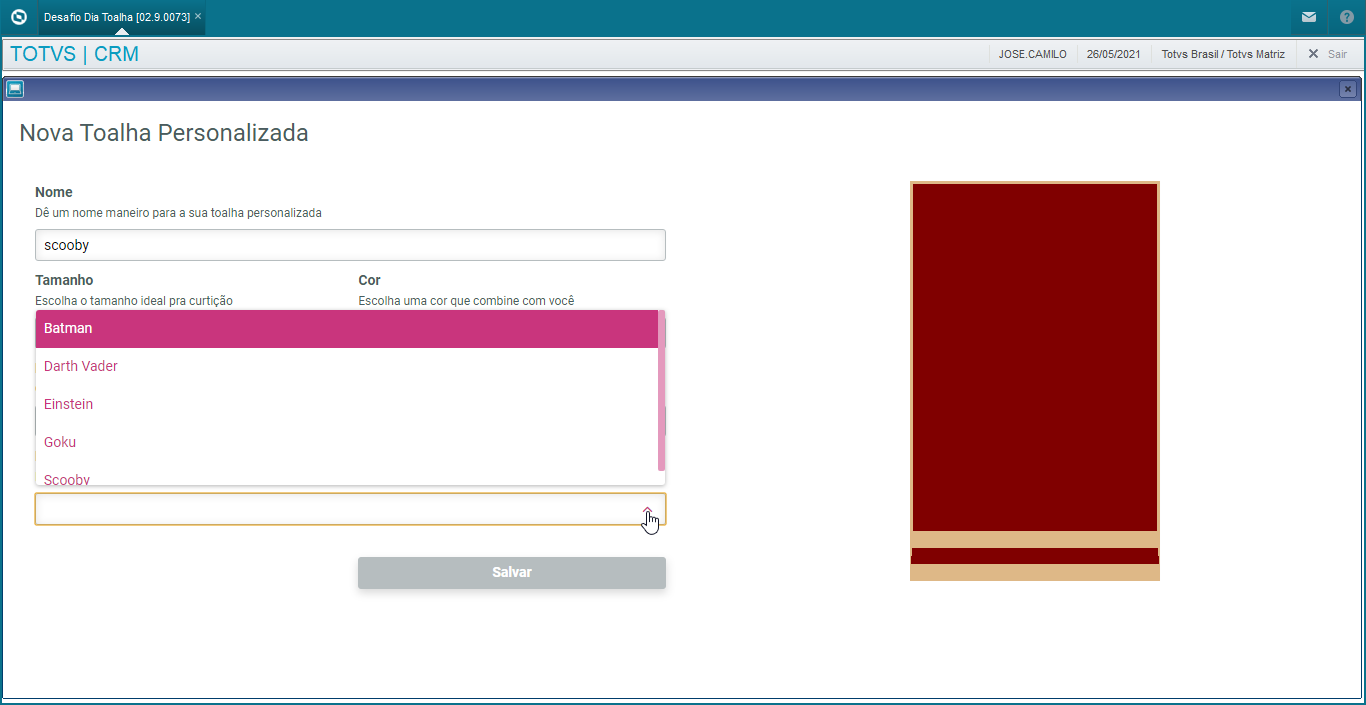 Desafio Dia Toalha [02.9.0073] ×
?
TOTVS | CRM
JOSE.CAMILO 26/05/2021 Totvs Brasil / Totvs Matriz Sair
Nova Toalha Personalizada
Nome
Dê um nome maneiro para a sua toalha personalizada
scooby
Tamanho Cor
Escolha o tamanho ideal pra curtição Escolha uma cor que combine com você
Batman
Darth Vader
Einstein
Goku
Scooby
Salvar